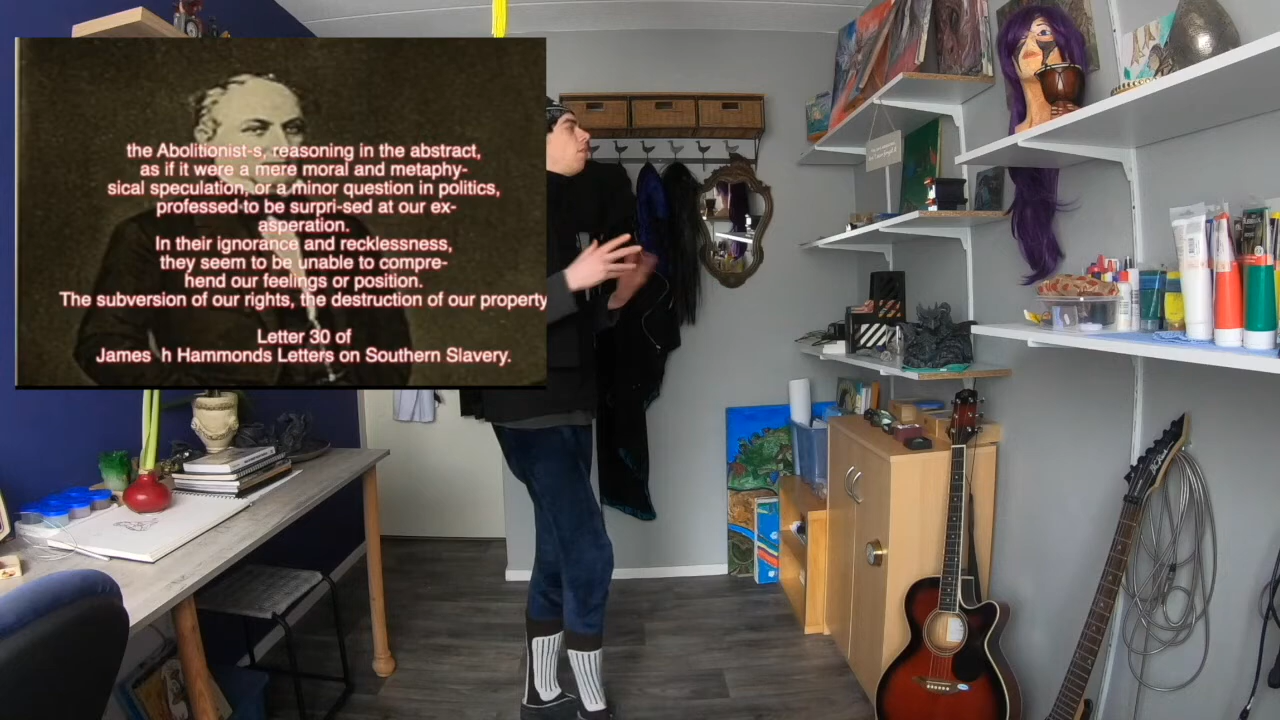 the Abolitionist-s, reasoning in the abstract,
as if it were a mere moral and metaphy-
sical speculation, or a minor question in politics,
professed to be surpri-sed at our ex-
asperation.
In their ignorance and recklessness,
they seem to be unable to compre-
hend our feelings or position.
The subversion of our rights, the destruction of our property
Letter 30 of
James h Hammonds Letters on Southern Slavery.